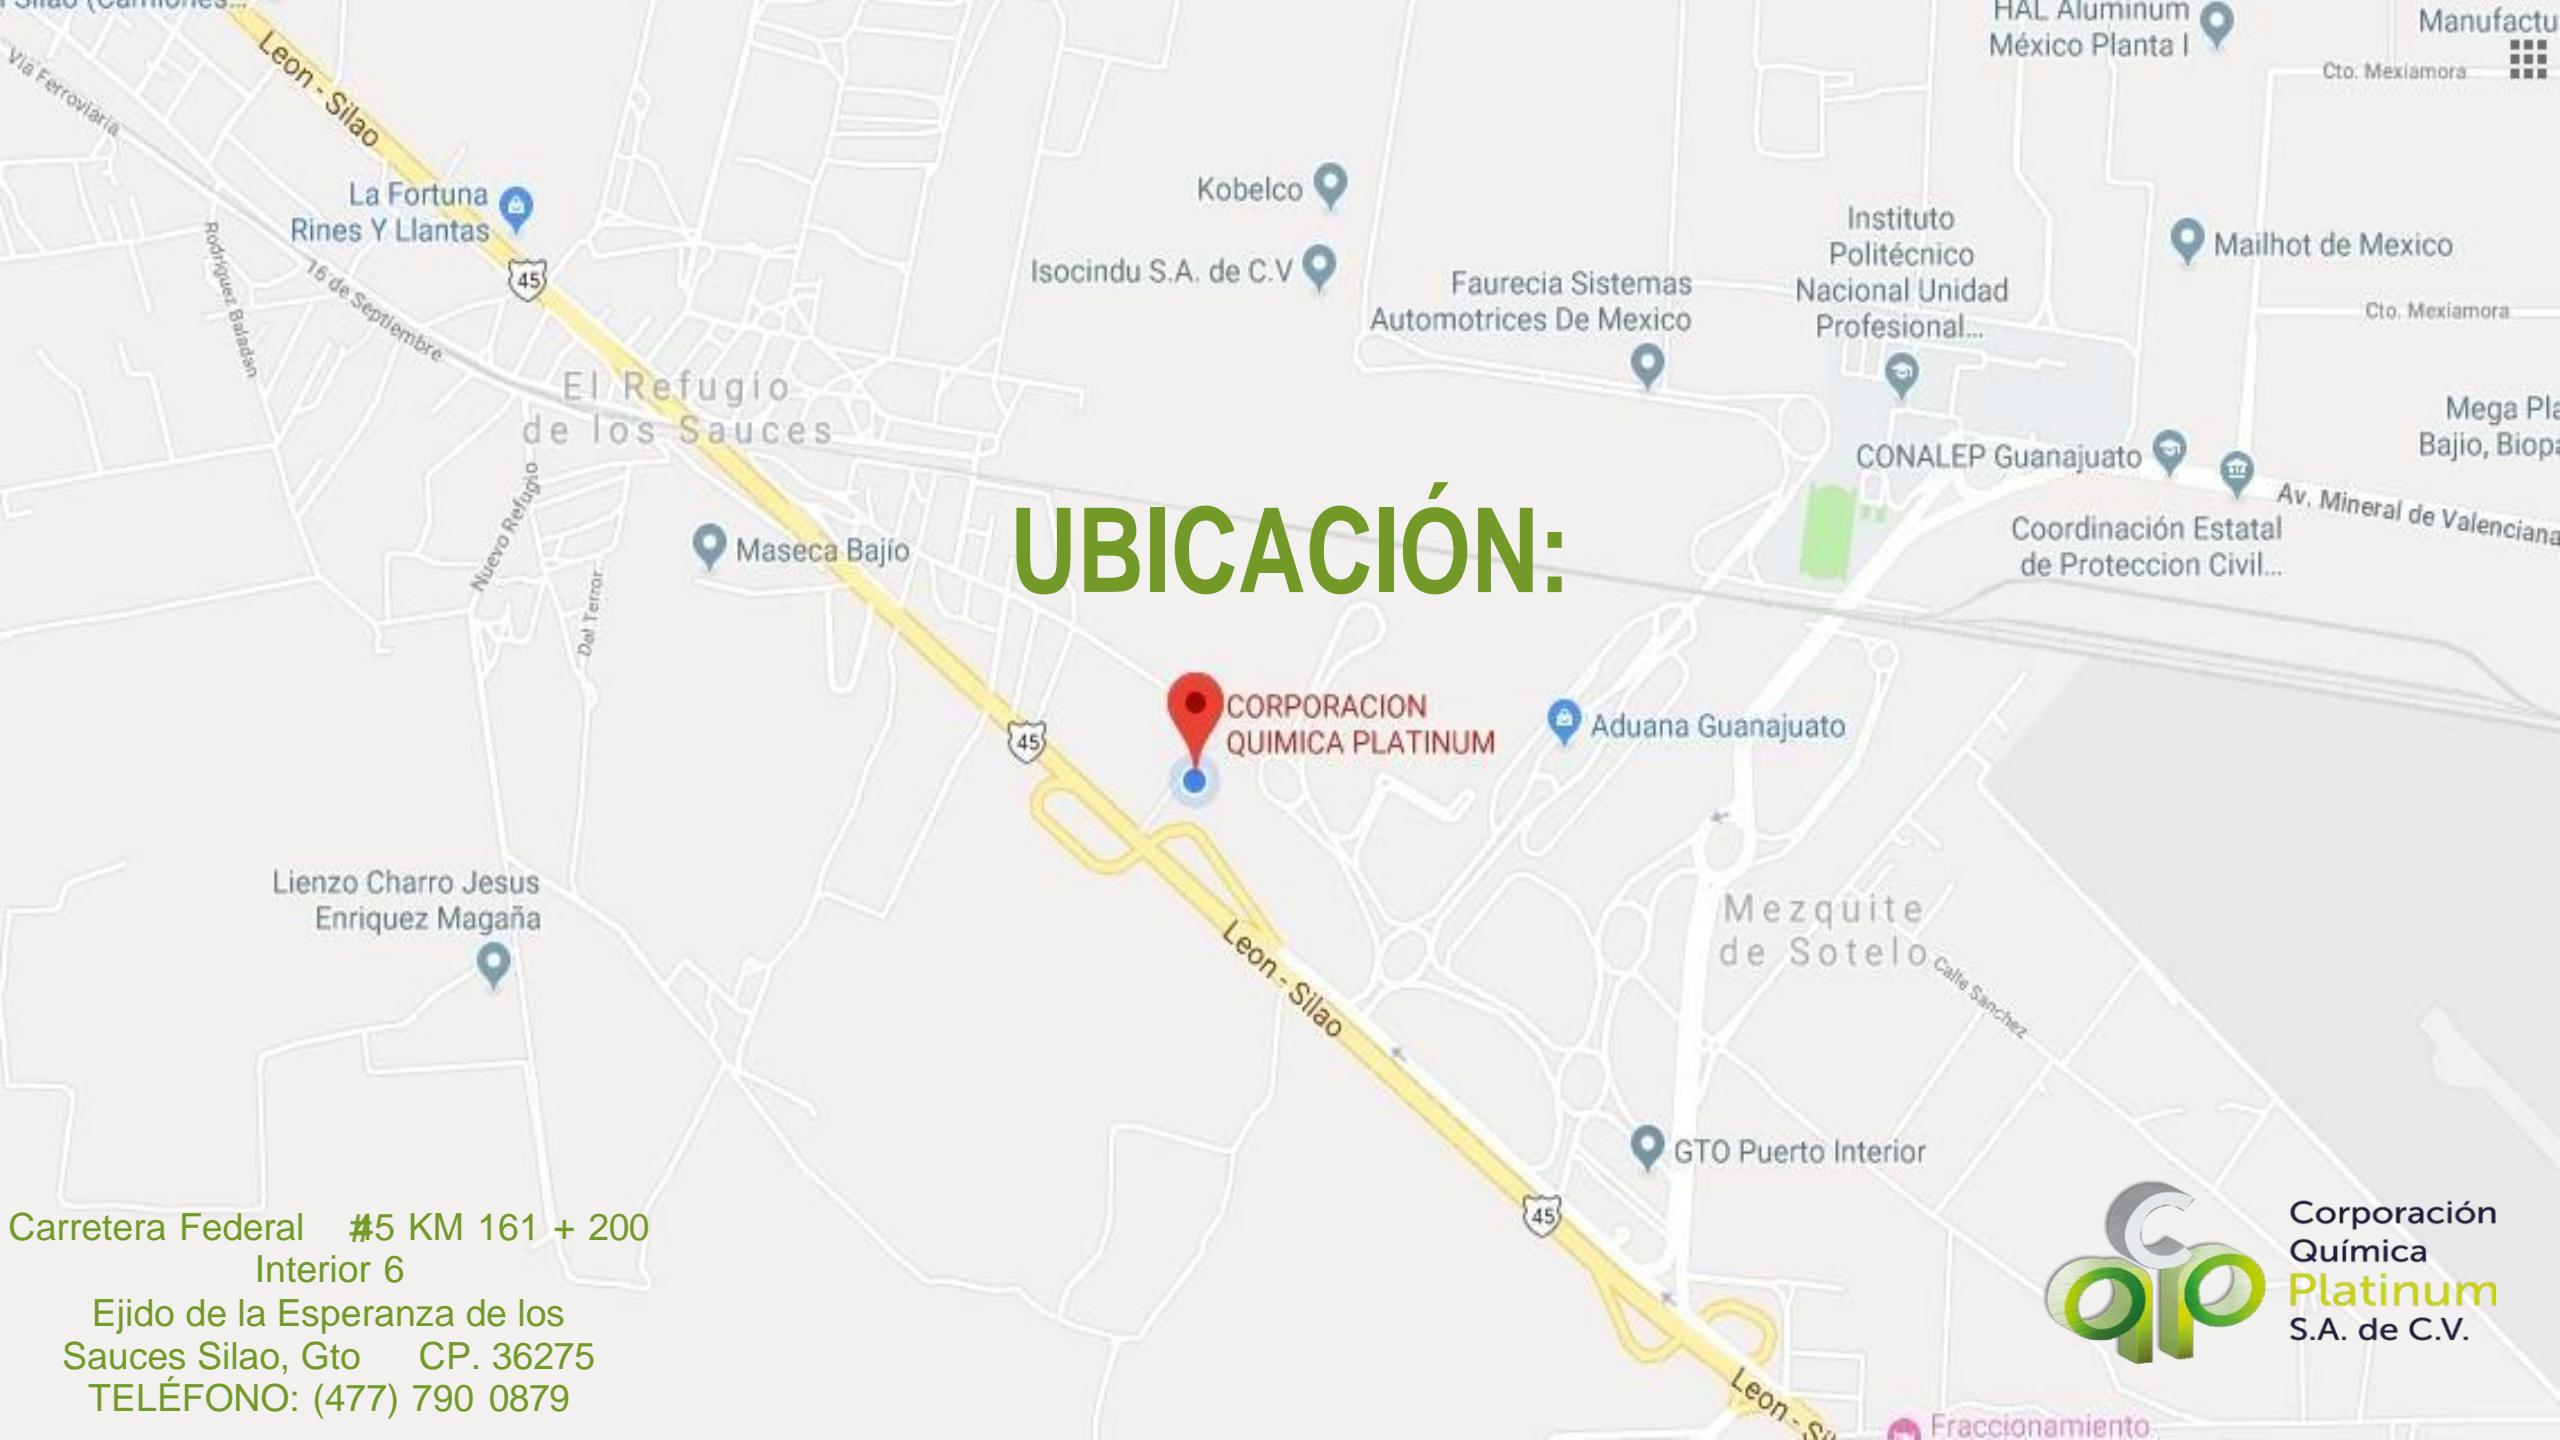 Leon - Silao
Via Ferroviaria
HAL Aluminum
México Planta I
Cto. Mexiamora
La Fortuna
Rines Y Llantas
45
Rodriguez Baladan
16 de Septiembre
Kobelco
Isocindu S.A. de C.V
Faurecia Sistemas
Automotrices De Mexico
Instituto
Politécnico
Nacional Unidad
Profesional...
Mailhot de Mexico
Cto. Mexiamora
El Refugio
de los Sauces
Nuevo Refugio
Del Terror..
Maseca Bajío
UBICACIÓN:
CONALEP Guanajuato
Mega
Bajio,
Av. Mineral de Valenciana
Coordinación Estatal
de Proteccion Civil...
45
CORPORACION
QUIMICA PLATINUM
Aduana Guanajuato
Lienzo Charro Jesus
Enriquez Magaña
Leon - Silao
Mezquite
de Sotelo
Calle Sanchez
GTO Puerto Interior
45
Leon -
Fraccionamiento
Carretera Federal #45 KM 161 + 200
Interior 6
Ejido de la Esperanza de los
Sauces Silao, Gto CP. 36275
TELÉFONO: (477) 790 0879
Corporación
Química
Platinum
S.A. de C.V.